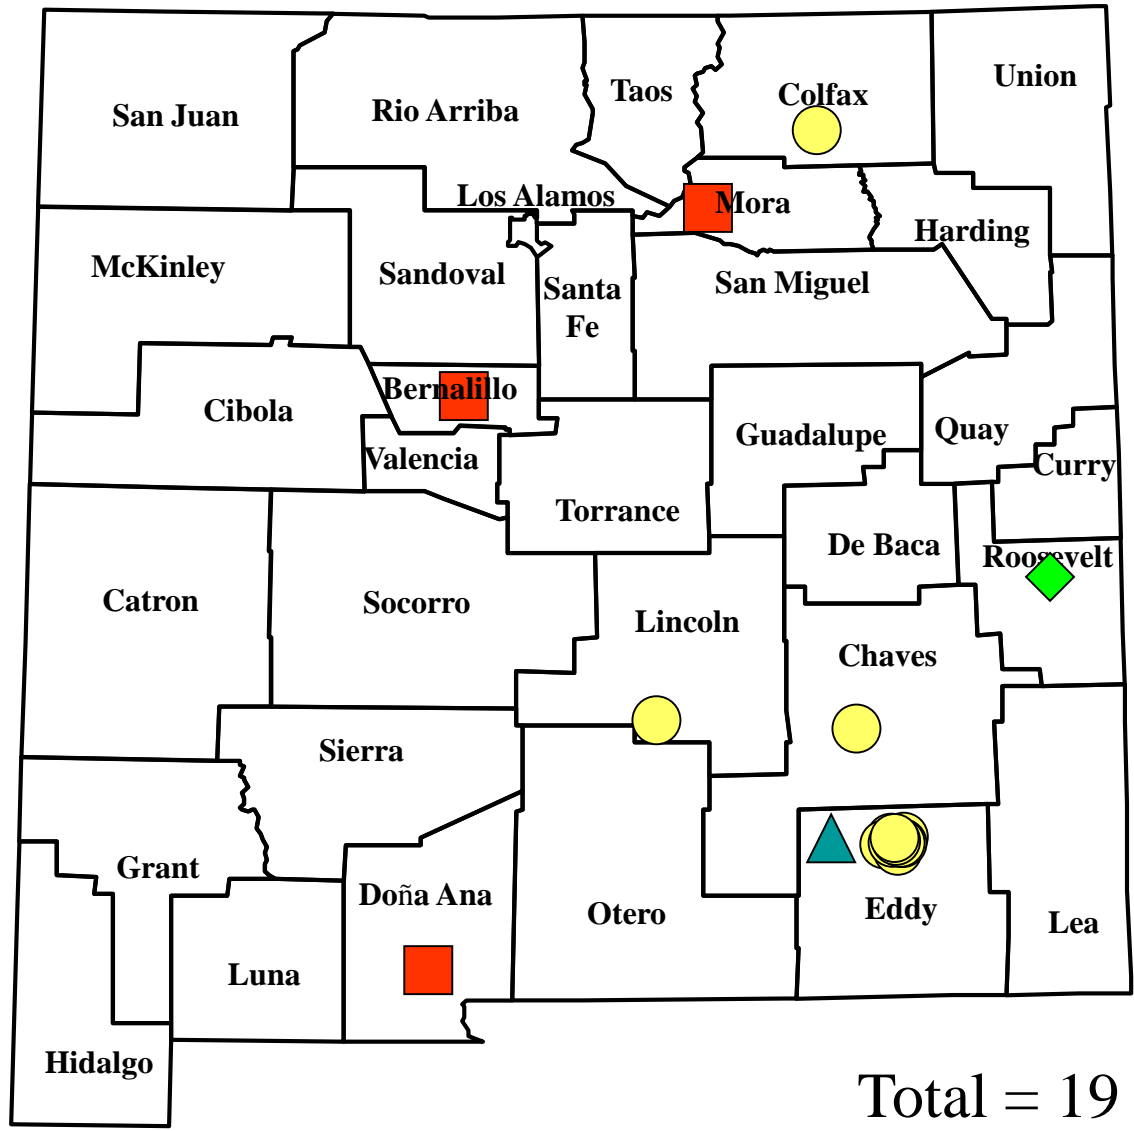 San Juan
Rio Arriba
Taos
Colfax
Union
Los Alamos
Mora
Harding
McKinley
Sandoval
Santa
Fe
San Miguel
Bernalillo
Cibola
Valencia
Guadalupe
Quay
Curry
Torrance
De Baca
Roosevelt
Catron
Socorro
Lincoln
Chaves
Sierra
Grant
Doña Ana
Otero
Eddy
Lea
Luna
Hidalgo
Total = 19